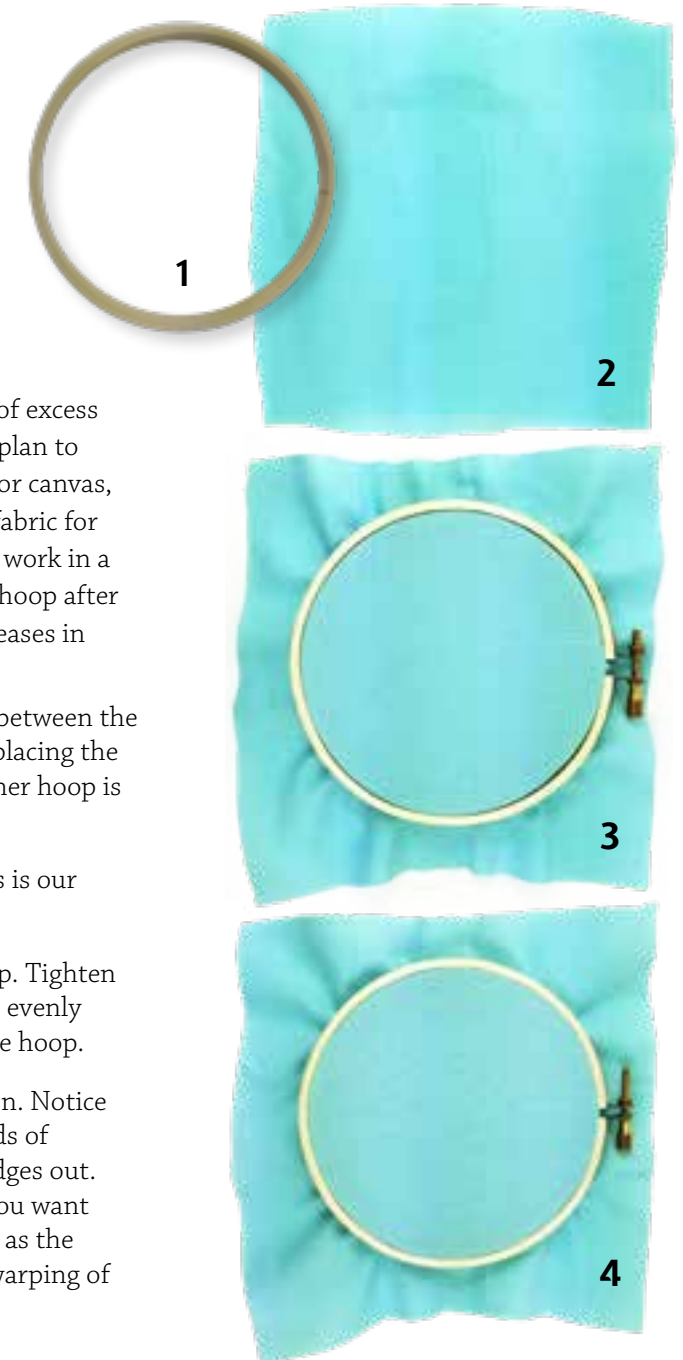 1
2
of excess
plan to
or canvas,
fabric for
work in a
hoop after
eases in
between the
placing the
ner hoop is
3
s is our
p. Tighten
evenly
e hoop.
n. Notice
ds of
dges out.
ou want
as the
warping of
4